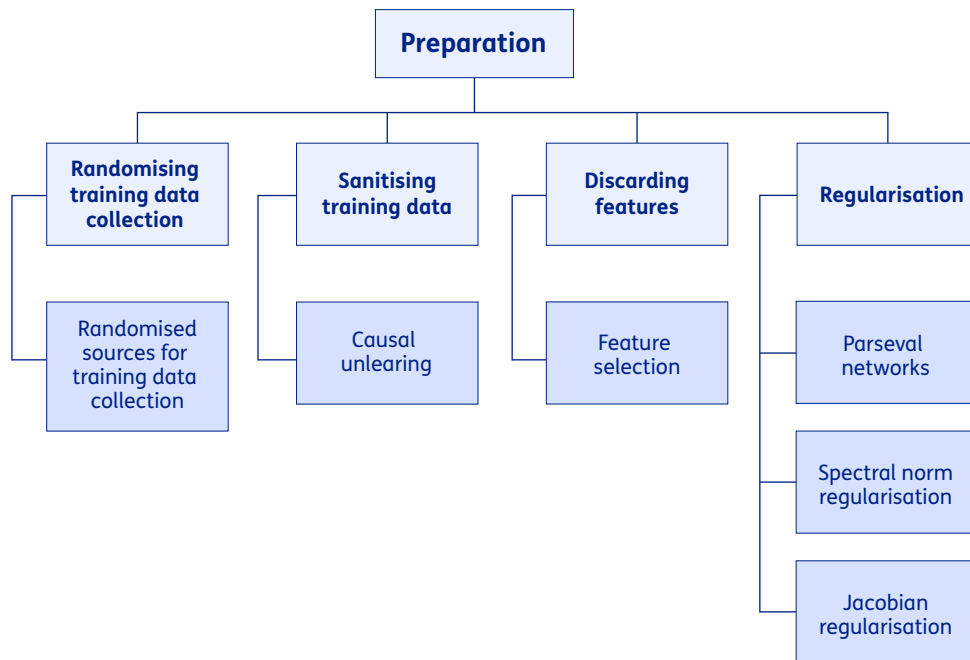 Preparation
Randomising
training data
collection
Sanitising
training data
Discarding
features
Regularisation
Randomised
sources for
training data
collection
Causal
unlearing
Feature
selection
Parseval
networks
Spectral norm
regularisation
Jacobian
regularisation